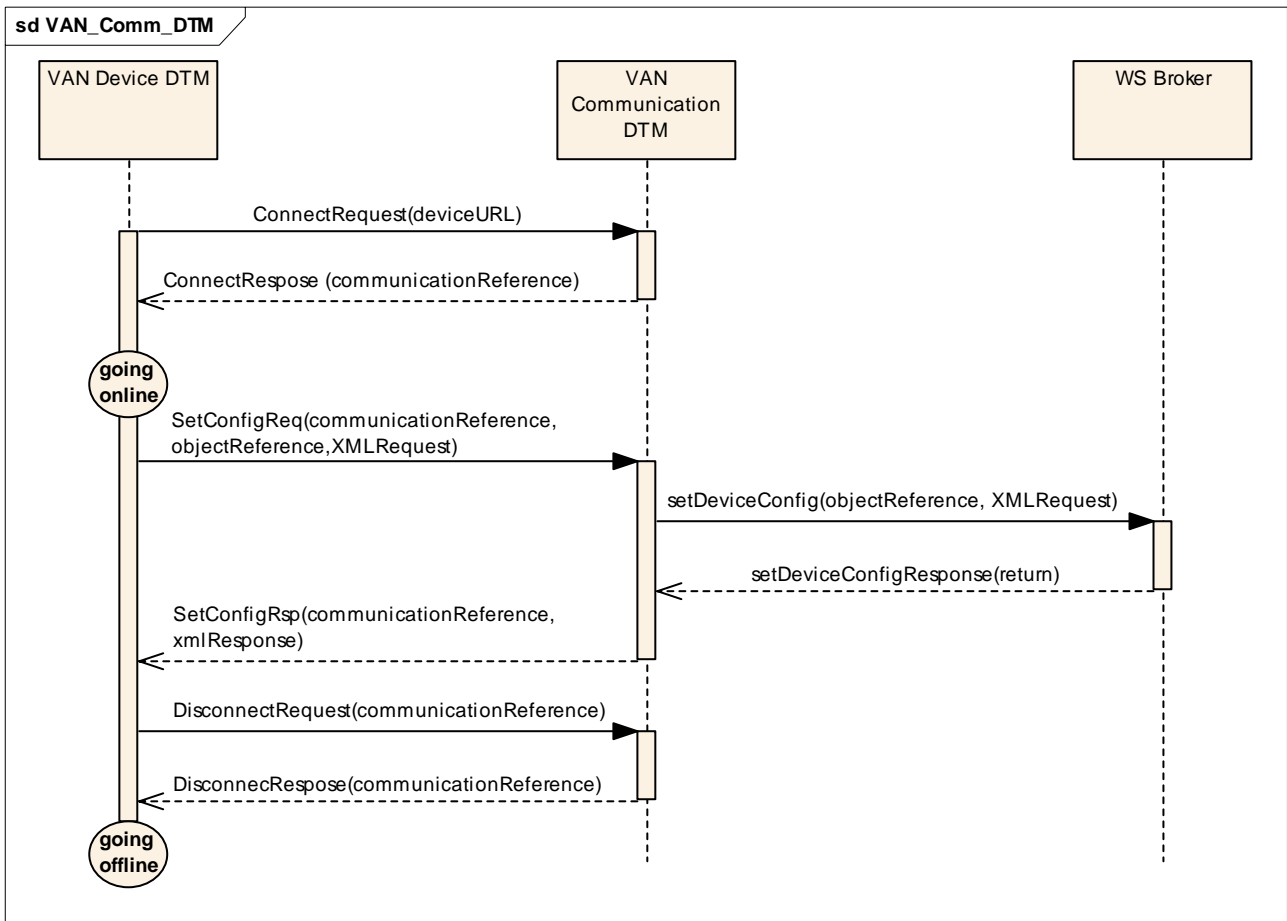 sd VAN_Comm_DTM
VAN Device DTM
VAN
Communication
DTM
WS Broker
ConnectRequest(deviceURL)
ConnectRespose (communicationReference)
going
online
SetConfigReq(communicationReference,
objectReference,XMLRequest)
setDeviceConfig(objectReference, XMLRequest)
setDeviceConfigResponse(return)
SetConfigRsp(communicationReference,
xmlResponse)
DisconnectRequest(communicationReference)
DisconnecRespose(communicationReference)
going
offline